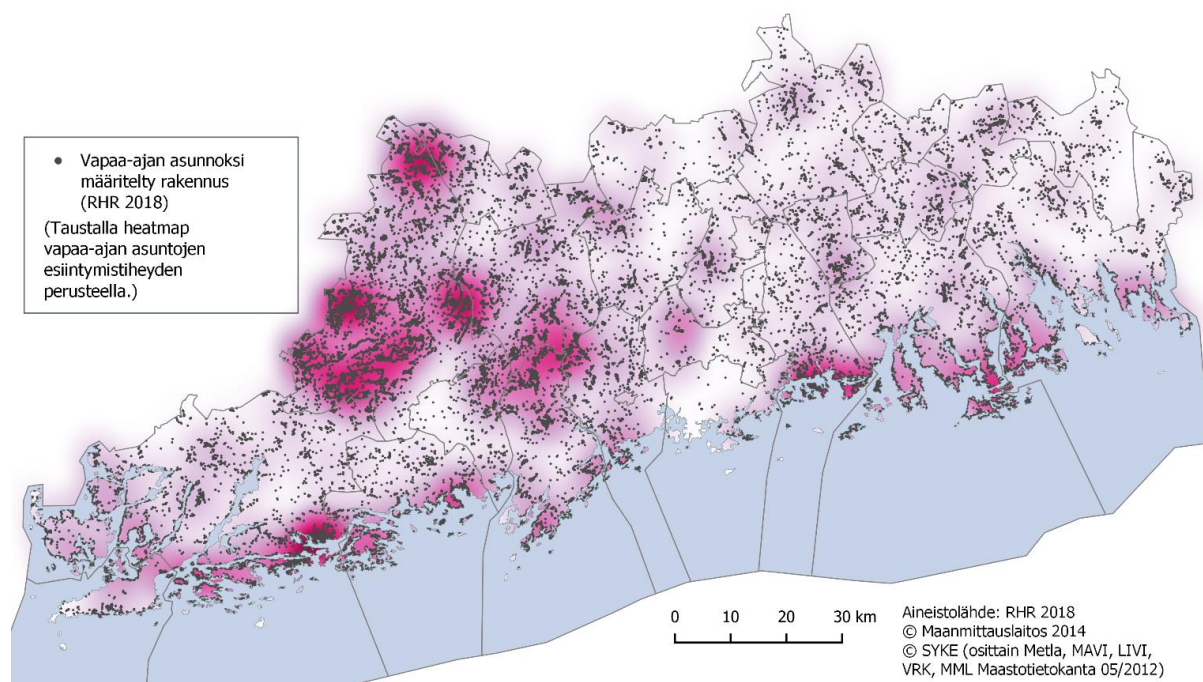 Vapaa-ajan asunnoksi
määritelty rakennus
(RHR 2018)
(Taustalla heatmap
vapaa-ajan asuntojen
esiintymistiheyden
perusteella.)
0 10 20 30 km
Aineistolähde: RHR 2018
© Maanmittauslaitos 2014
© SYKE (osittain Metla, MAVI, LIVI,
VRK, MML Maastotietokanta 05/2012)